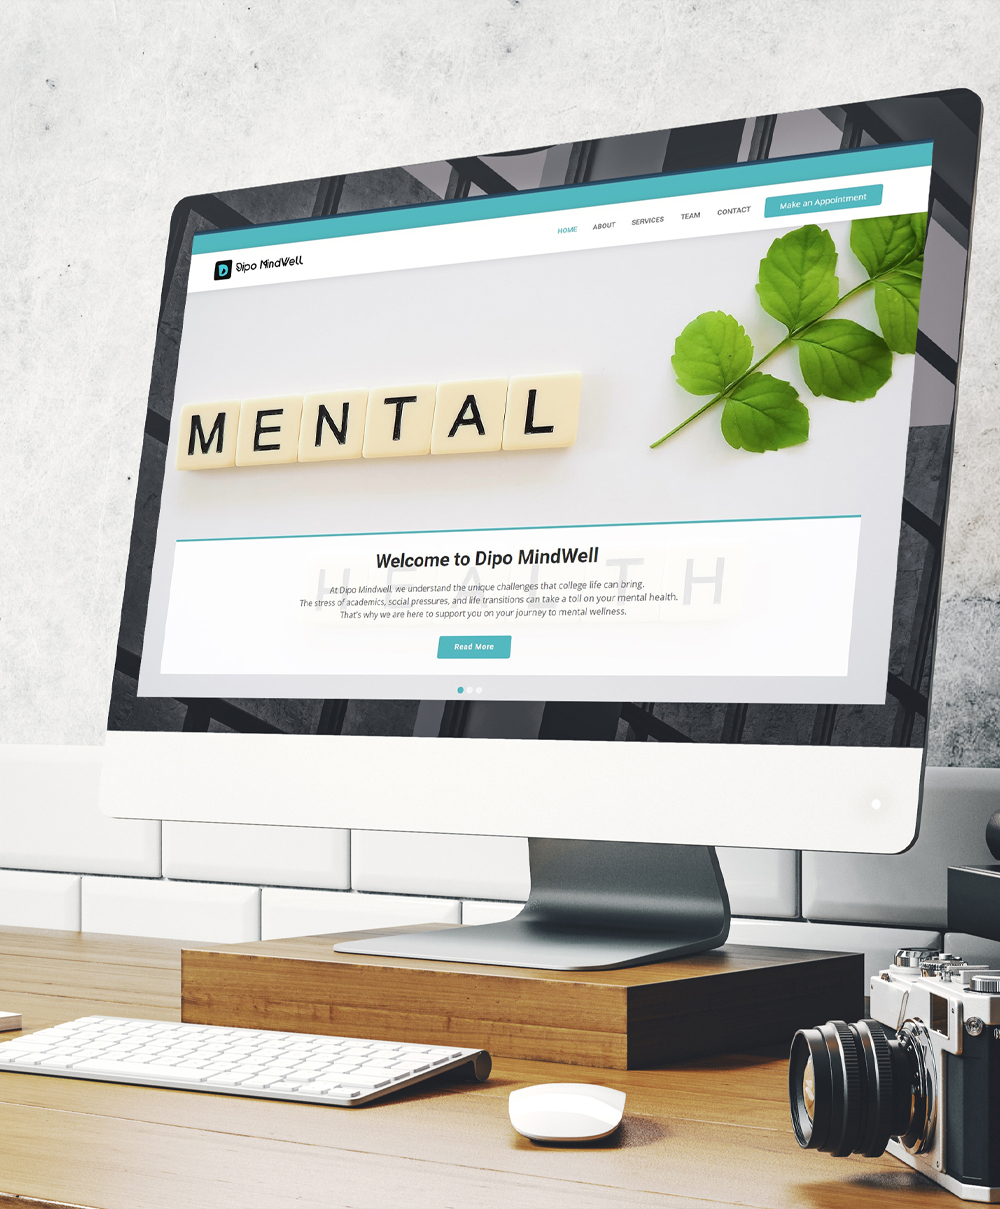 HOME ABOUT SERVICES TEAM CONTACT Make an Appointment
Dipo MindWell
MENTAL
HEALTH
Welcome to Dipo MindWell
At Dipo Mindwell, we understand the unique challenges that college life can bring.
The stress of academics, social pressures, and life transitions can take a toll on your mental health.
That's why we are here to support you on your journey to mental wellness.
Read More